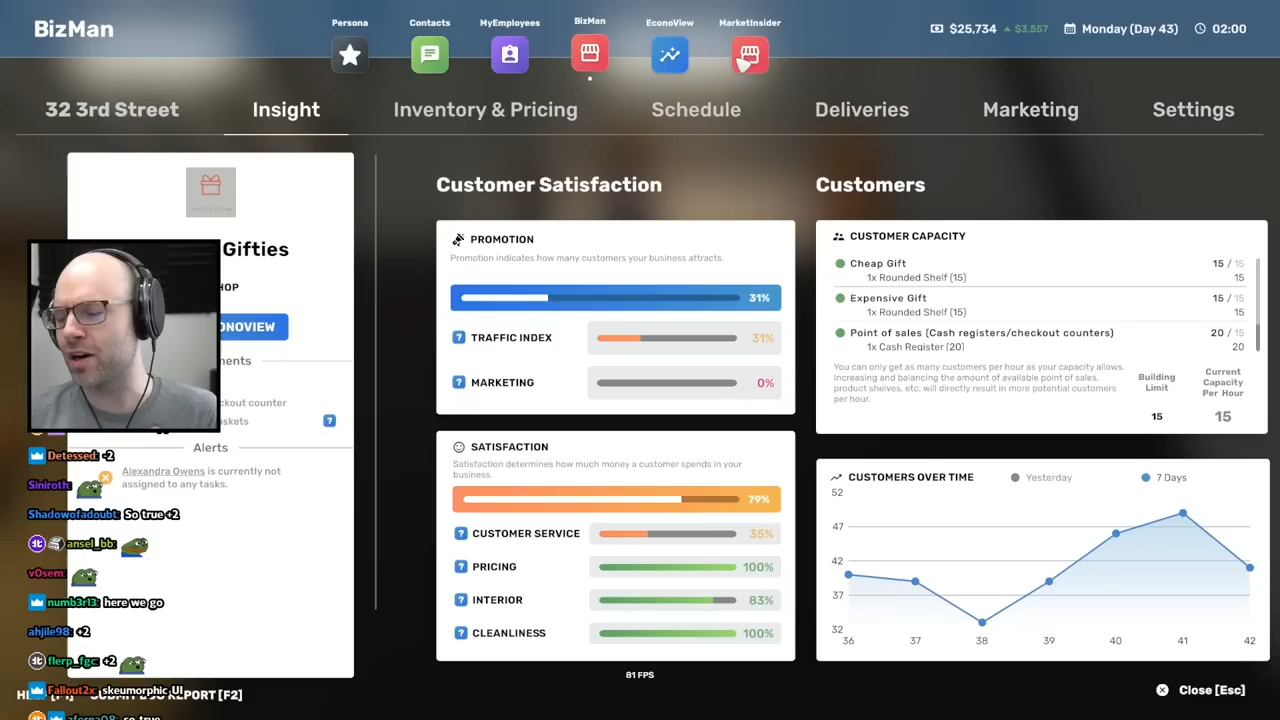 BizMan
Persona
Contacts
MyEmployees
BizMan
EconoView
MarketInsider
$25,734 ▲ $3,557
Monday (Day 43)
02:00
32 3rd Street
Insight
Inventory & Pricing
Schedule
Deliveries
Marketing
Settings
Gifties
HOP
ONOVIEW
ments
ckout counter
askets
?
Alerts
Alexandra Owens is currently not
assigned to any tasks.
Detessed: -2
Siniroth:
Shadowofadoubt: So true +2
ansel_bb:
vOsem:
numb3r13: here we go
ahjile98: +2
flerp_fgc: +2
Fallout2x: skeumorphic UI
so true
Customer Satisfaction
PROMOTION
Promotion indicates how many customers your business attracts.
31%
? TRAFFIC INDEX 31%
? MARKETING 0%
SATISFACTION
Satisfaction determines how much money a customer spends in your
business.
79%
? CUSTOMER SERVICE 35%
? PRICING 100%
? INTERIOR 83%
? CLEANLINESS 100%
Customers
CUSTOMER CAPACITY
Cheap Gift 15 / 15
1x Rounded Shelf (15) 15
Expensive Gift 15 / 15
1x Rounded Shelf (15) 15
Point of sales (Cash registers/checkout counters) 20 / 15
1x Cash Register (20) 20
You can only get as many customers per hour as your capacity allows.
Increasing and balancing the amount of available point of sales,
product shelves, etc. will directly result in more potential customers
per hour.
Building
Limit
15
Current
Capacity
Per Hour
15
CUSTOMERS OVER TIME
Yesterday
7 Days
52
47
42
37
32
36 37 38 39 40 41 42
81 FPS
REPORT [F2]
Close [Esc]